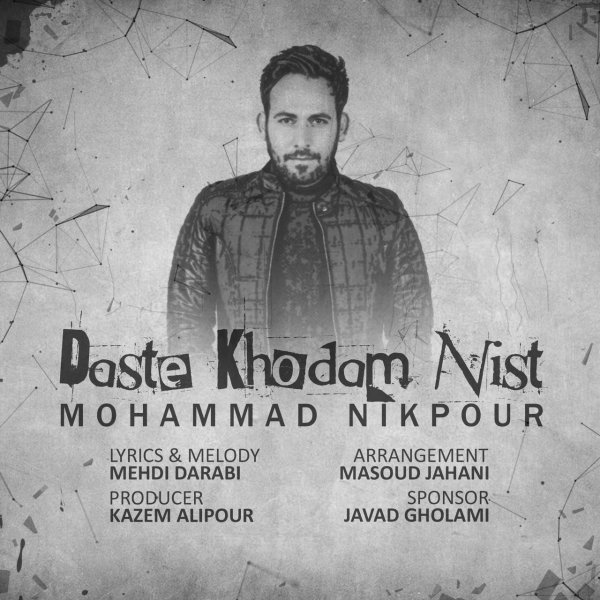 Daste Khodam Nist
MOHAMMAD NIKPOUR
LYRICS & MELODY
MEHDI DARABI
ARRANGEMENT
MASOUD JAHANI
PRODUCER
KAZEM ALIPOUR
SPONSOR
JAVAD GHOLAMI